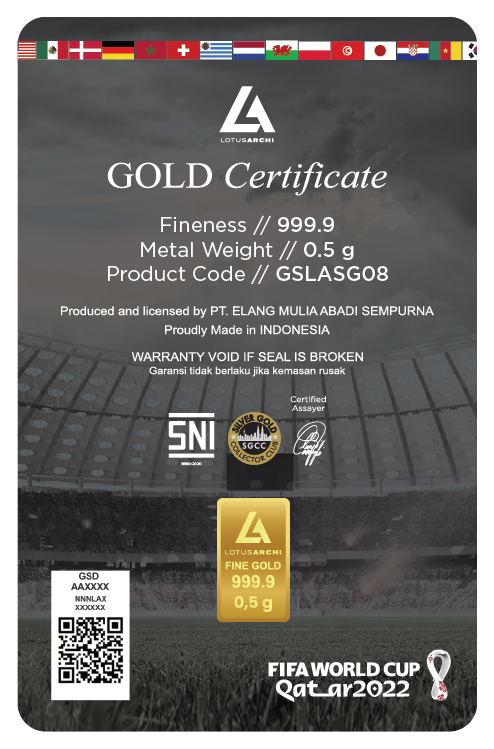 LOTUSARCHI
GOLD Certificate
Fineness // 999.9
Metal Weight // 0.5 g
Product Code // GSLASG08
Produced and licensed by PT. ELANG MULIA ABADI SEMPURNA
Proudly Made in INDONESIA
WARRANTY VOID IF SEAL IS BROKEN
Garansi tidak berlaku jika kemasan rusak
Certified
Assayer
SNI
SILVER GOLD
SGCC
COLLECTOR CLUB
LOTUSARCHI
FINE GOLD
999.9
0,5 g
GSD
AAXXXX
NNNLAX
XXXXXX
FIFA WORLD CUP
Qatar2022